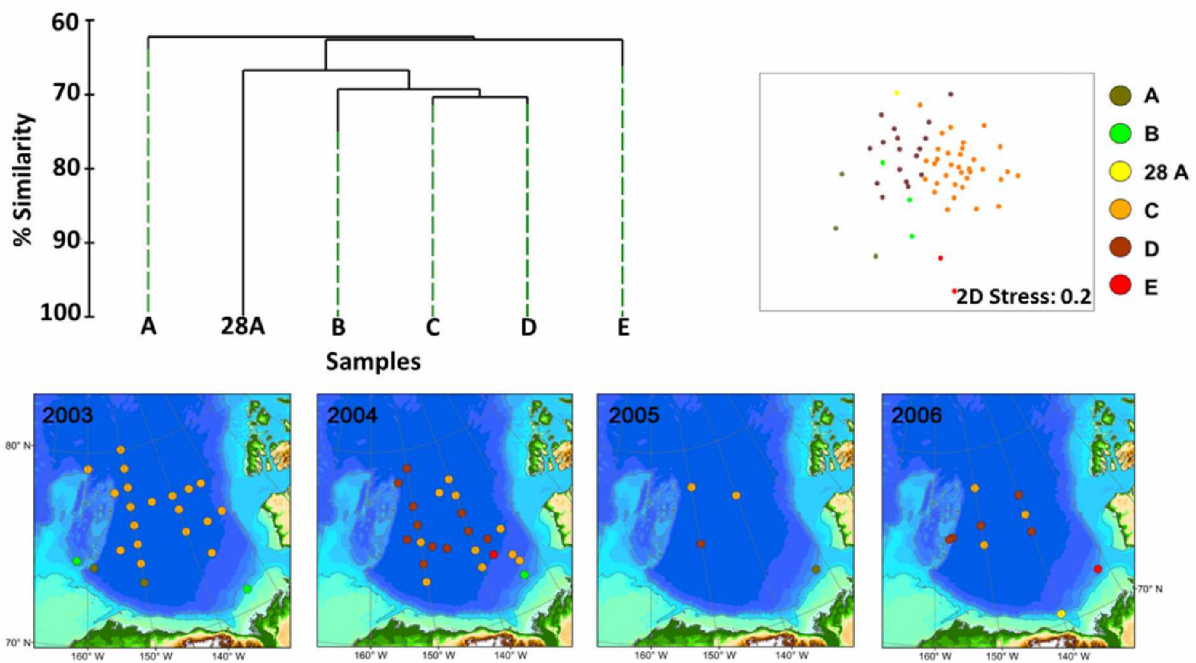 60
70
80
90
100
% Similarity
A
28A
B
C
D
E
Samples
2D Stress: 0.2
A
B
28 A
C
D
E
2003
2004
2005
2006
80° N
70° N
70° N
160° W
150° W
140° W
160° W
150° W
140° W
160° W
150° W
140° W
160° W
150° W
140° W